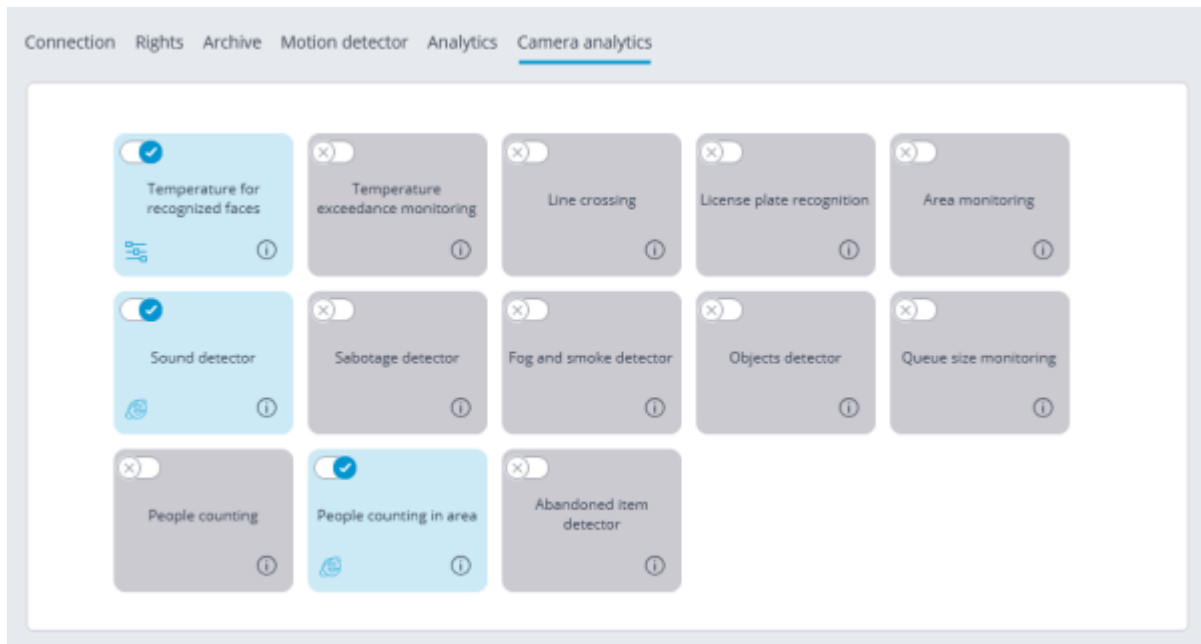 Connection Rights Archive Motion detector Analytics Camera analytics
Temperature for
recognized faces
Temperature
exceedance monitoring
Line crossing
License plate recognition
Area monitoring
Sound detector
Sabotage detector
Fog and smoke detector
Objects detector
Queue size monitoring
People counting
People counting in area
Abandoned item
detector